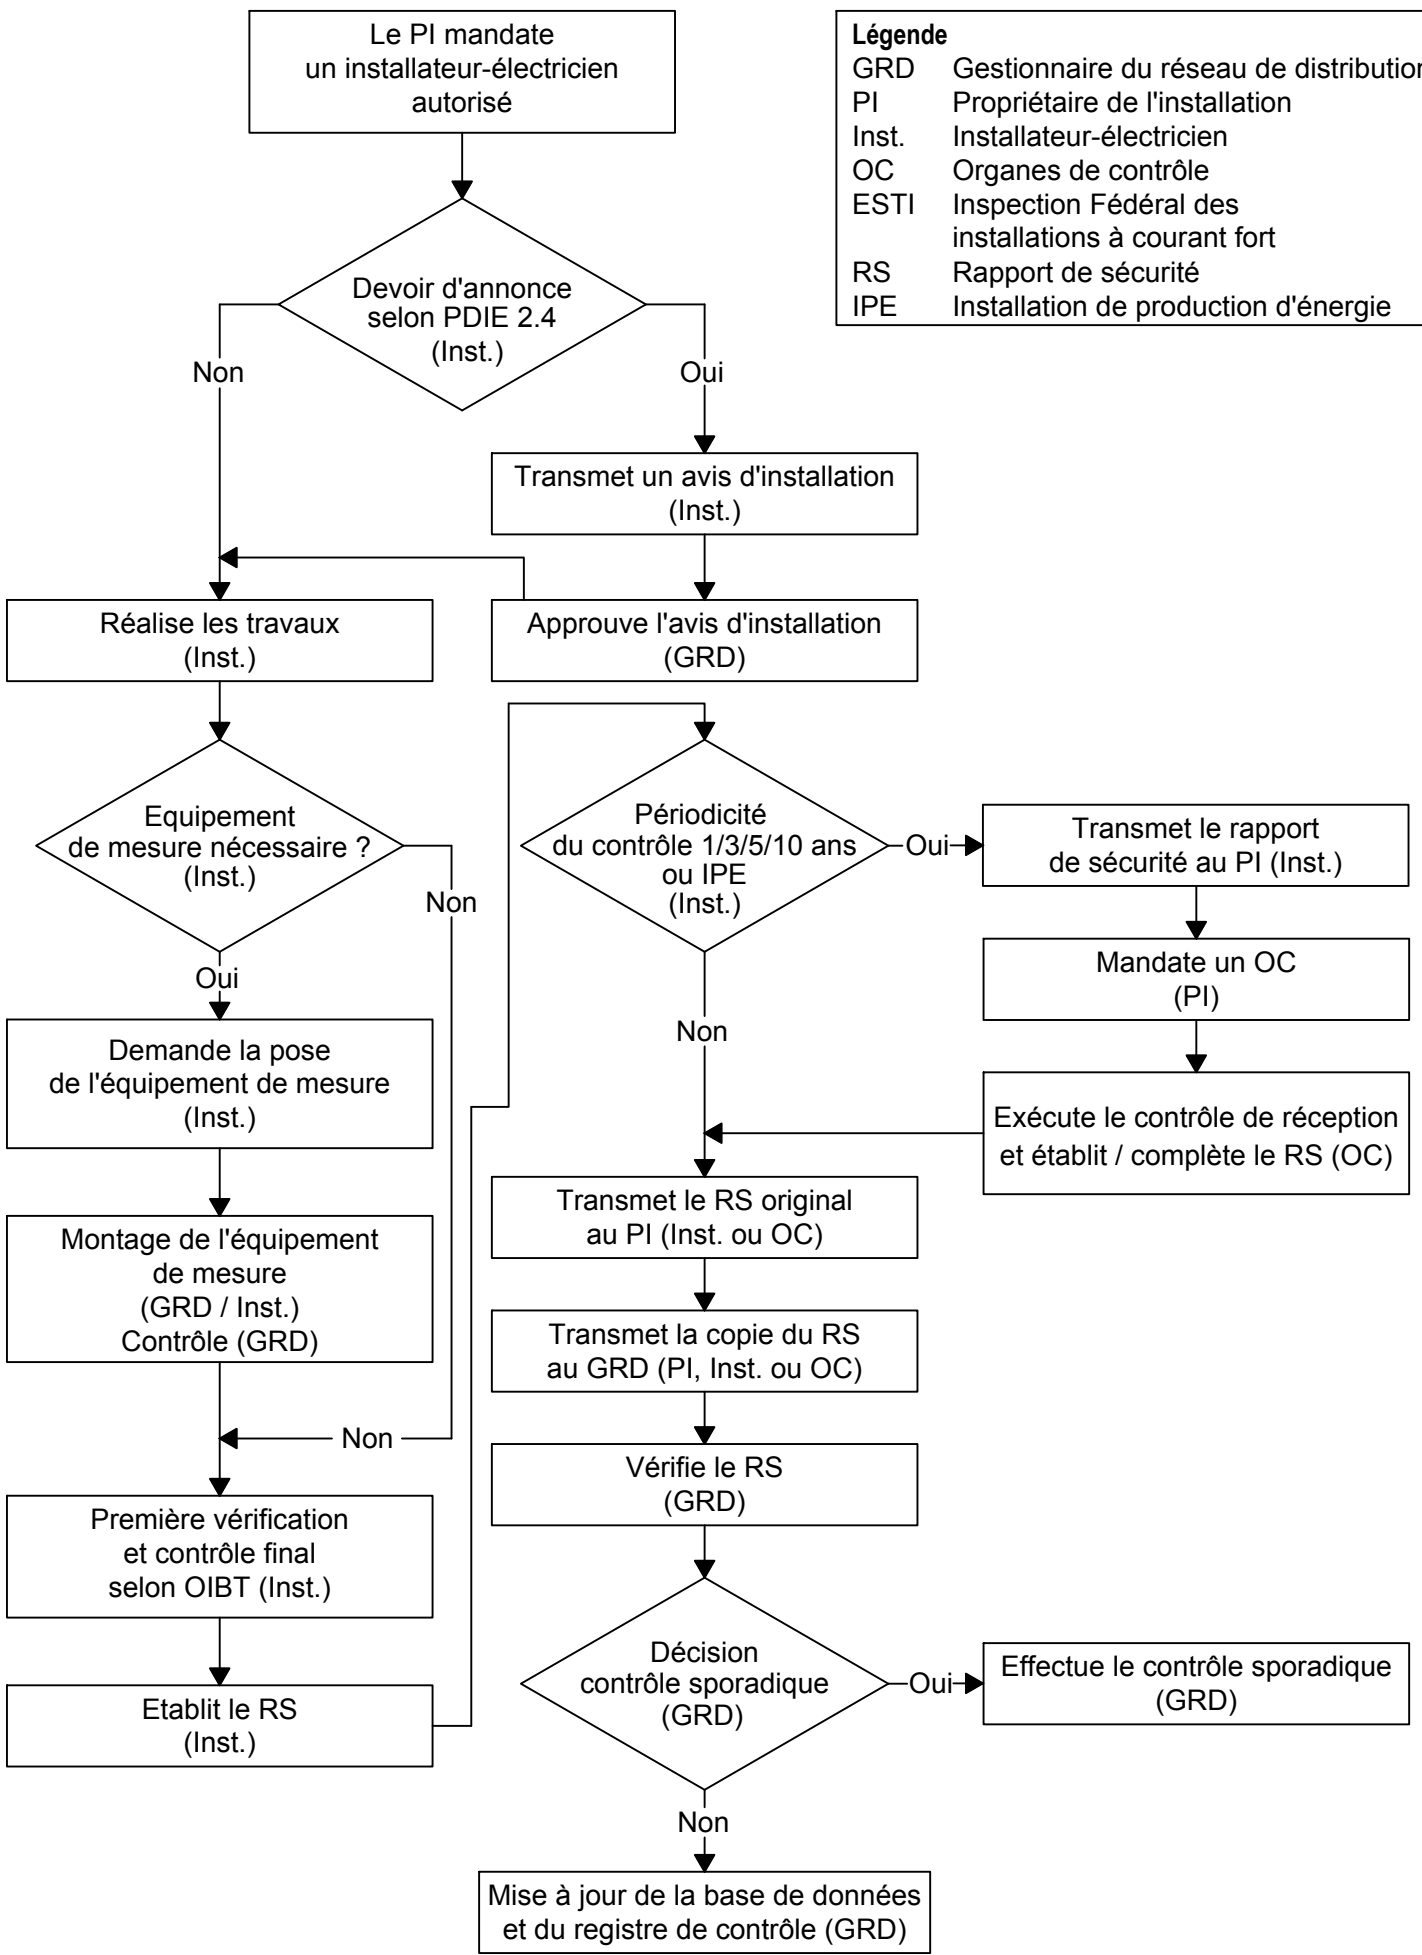 Le PI mandate
un installateur-électricien
autorisé
Légende
GRD Gestionnaire du réseau de distribution
PI Propriétaire de l'installation
Inst. Installateur-électricien
OC Organes de contrôle
ESTI Inspection Fédéral des
installations à courant fort
RS Rapport de sécurité
IPE Installation de production d'énergie
Devoir d'annonce
selon PDIE 2.4
(Inst.)
Non
Oui
Transmet un avis d'installation
(Inst.)
Réalise les travaux
(Inst.)
Approuve l'avis d'installation
(GRD)
Equipement
de mesure nécessaire ?
(Inst.)
Non
Oui
Périodicité
du contrôle 1/3/5/10 ans
ou IPE
(Inst.)
Oui
Non
Transmet le rapport
de sécurité au PI (Inst.)
Mandate un OC
(PI)
Exécute le contrôle de réception
et établit / complète le RS (OC)
Demande la pose
de l'équipement de mesure
(Inst.)
Montage de l'équipement
de mesure
(GRD / Inst.)
Contrôle (GRD)
Non
Première vérification
et contrôle final
selon OIBT (Inst.)
Etablit le RS
(Inst.)
Transmet le RS original
au PI (Inst. ou OC)
Transmet la copie du RS
au GRD (PI, Inst. ou OC)
Vérifie le RS
(GRD)
Décision
contrôle sporadique
(GRD)
Oui
Effectue le contrôle sporadique
(GRD)
Non
Mise à jour de la base de données
et du registre de contrôle (GRD)